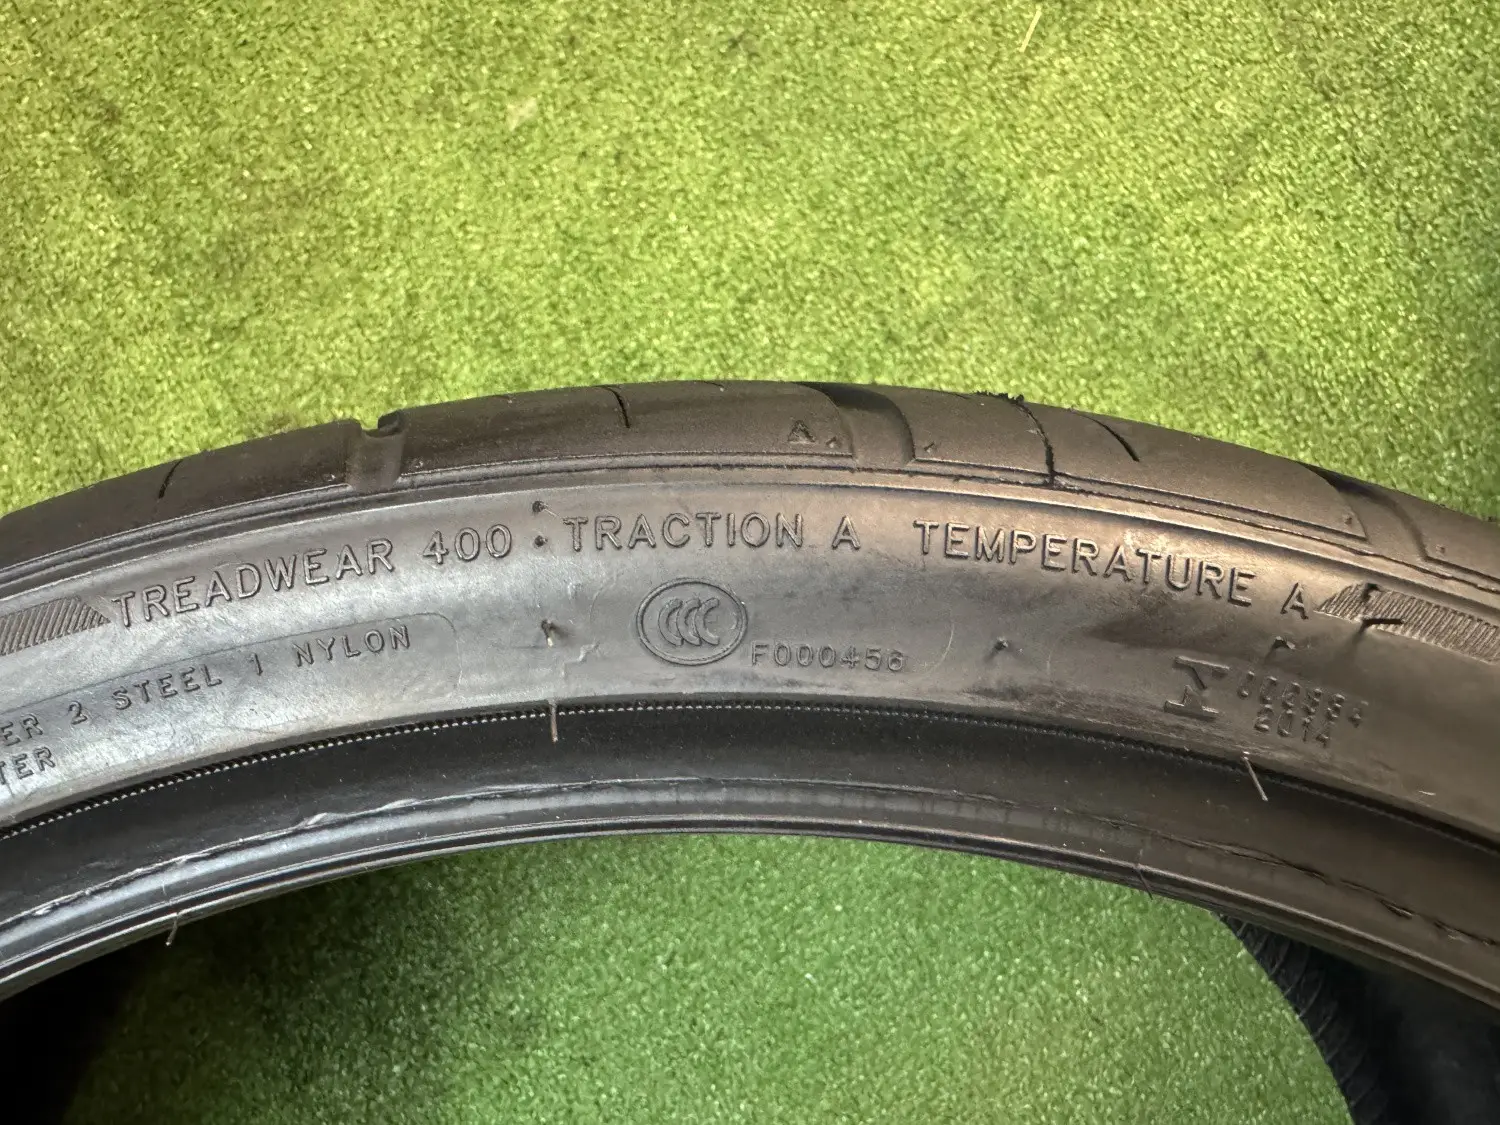 TREADWEAR 400 TRACTION A TEMPERATURE A
ER 2 STEEL 1 NYLON
TER
CCC
F000456
2014